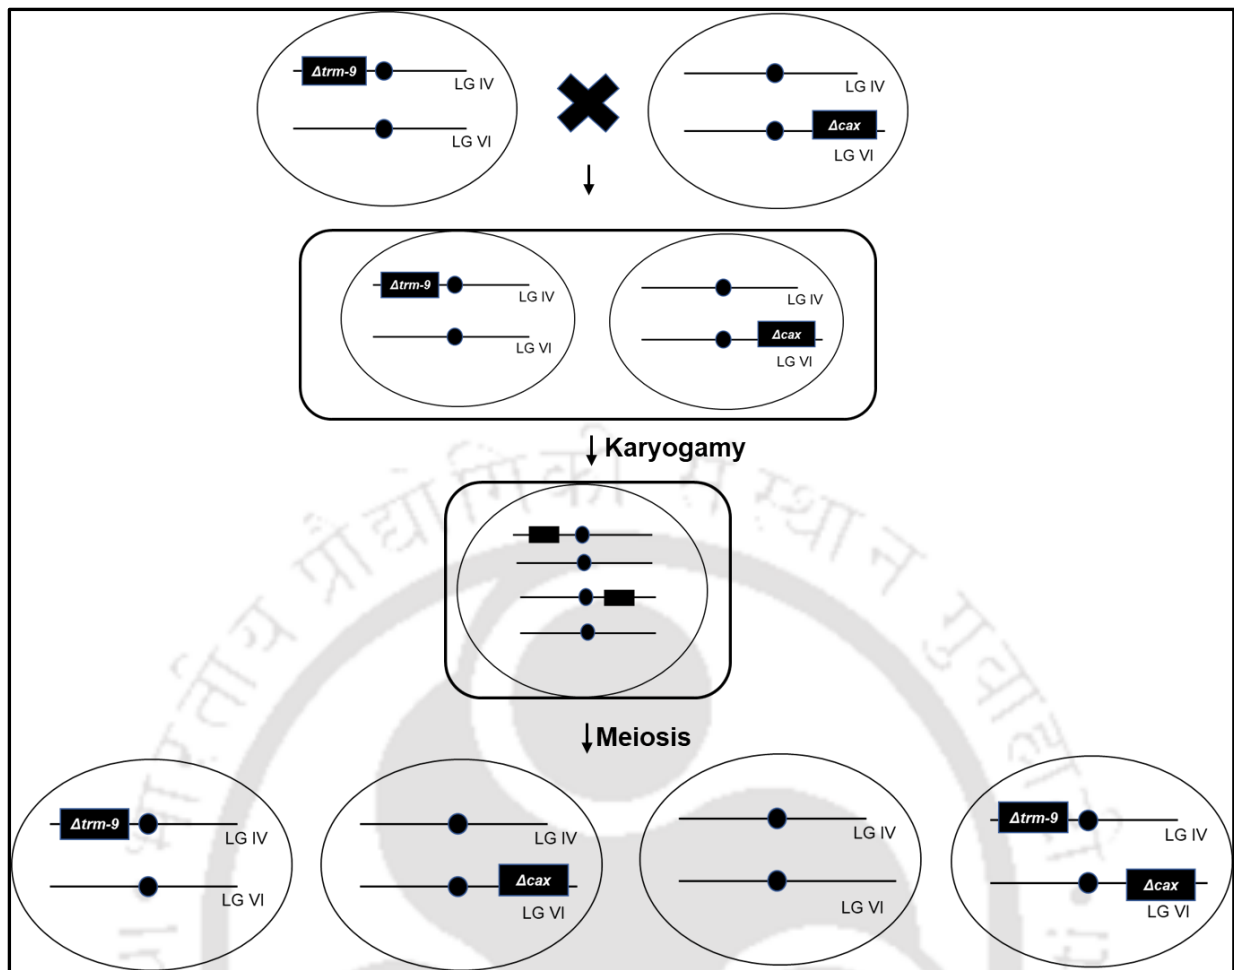 Δtrm-9
LG IV
LG VI
LG IV
Δcax
LG VI
Δtrm-9
LG IV
LG VI
LG IV
Δcax
LG VI
Karyogamy
Meiosis
Δtrm-9
LG IV
LG VI
LG IV
Δcax
LG VI
LG IV
LG VI
Δtrm-9
LG IV
Δcax
LG VI